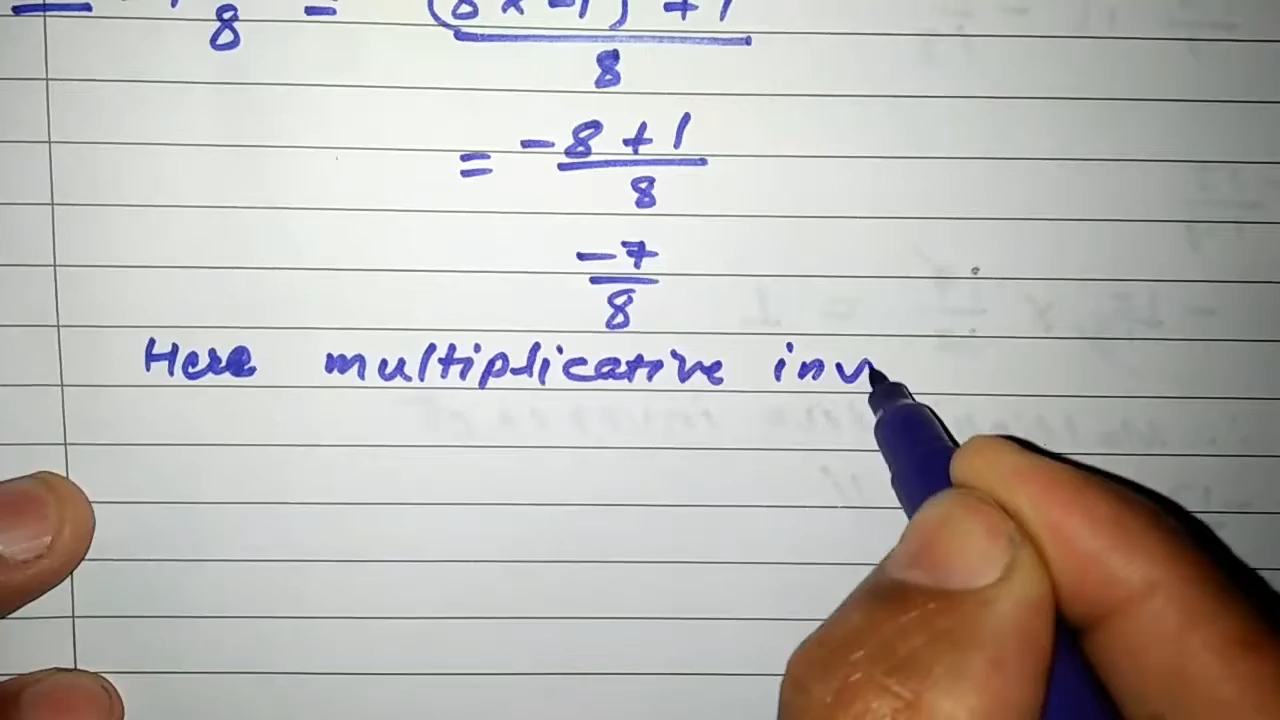 8 = (8 x -1) + 1
8
= -8 + 1
8
-7
8
Here multiplicative inv